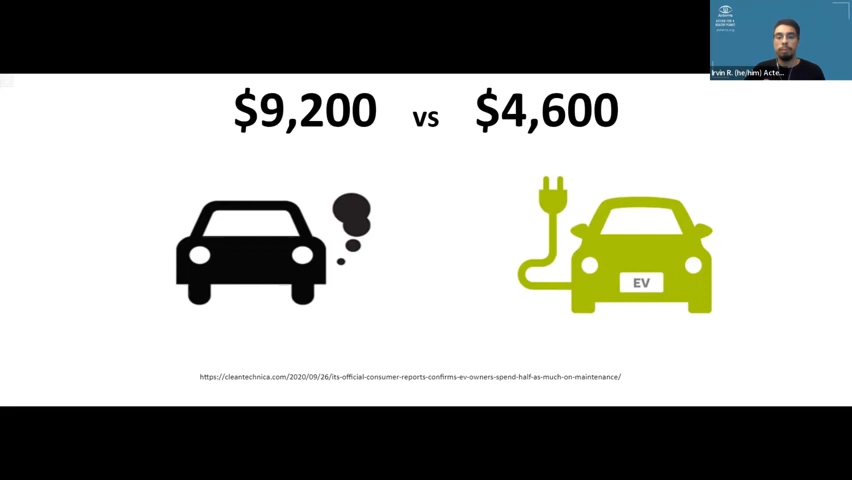 $9,200 vs $4,600
EV
https://cleantechnica.com/2020/09/26/its-official-consumer-reports-confirms-ev-owners-spend-half-as-much-on-maintenance/
Irvin R. (he/him) Acte...